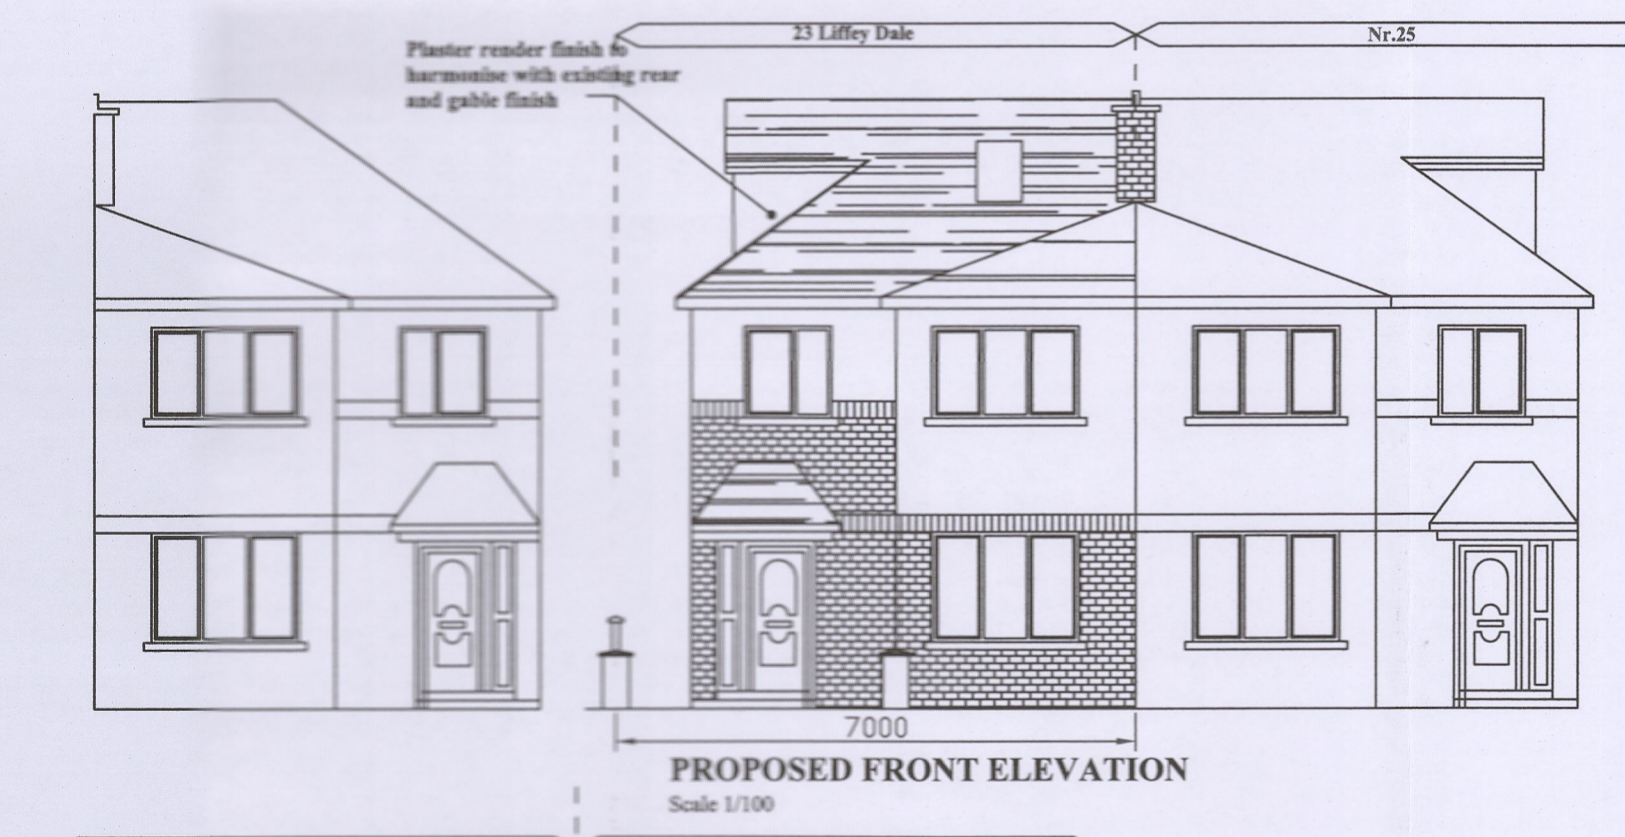 23 Liffey Dale
Nr.25
Plaster render finish to
harmonise with existing rear
and gable finish
7000
PROPOSED FRONT ELEVATION
Scale 1/100